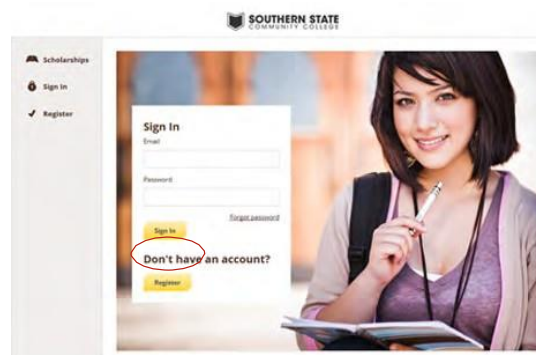 SOUTHERN STATE
COMMUNITY COLLEGE
Scholarships
Sign In
Register
Sign In
Email
Password
Forgot password
Sign In
Don't have an account?
Register